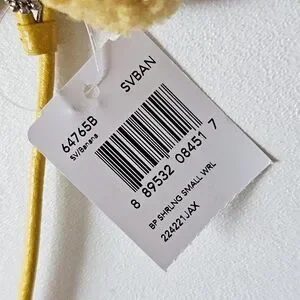 64765B SVBAN
SV/Banana
8 89532 08451 7
BP SHRLNG SMALL WRL
224221JAX